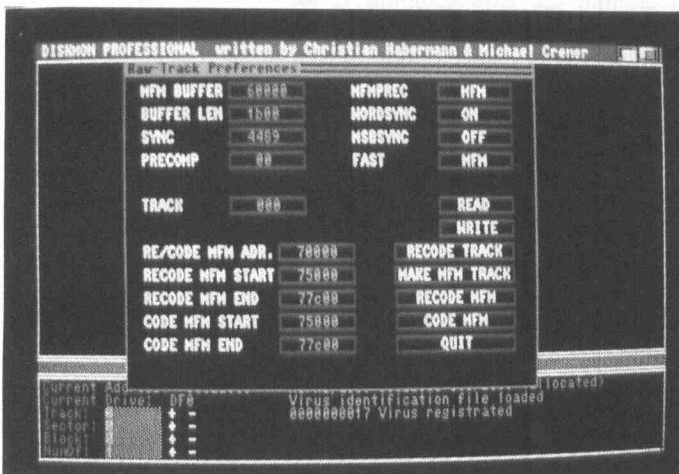 DISKMON PROFESSIONAL written by Christian Habermann & Michael Crener
Raw-Track Preferences
MFM BUFFER 60000 MFMPREC MFM
BUFFER LEN 1b00 WORDSYNC ON
SYNC 4489 MSBSYNC OFF
PRECOMP 00 FAST MFM
TRACK 000 READ
WRITE
RE/CODE MFM ADR. 70000 RECODE TRACK
RECODE MFM START 75000 MAKE MFM TRACK
RECODE MFM END 77c00 RECODE MFM
CODE MFM START 75000 CODE MFM
CODE MFM END 77c00 QUIT
Current
Current Drive: DF0 Virus identification file loaded
Track: + - 0000000017 Virus registrated
Sector: + -
Block: + -
+ -